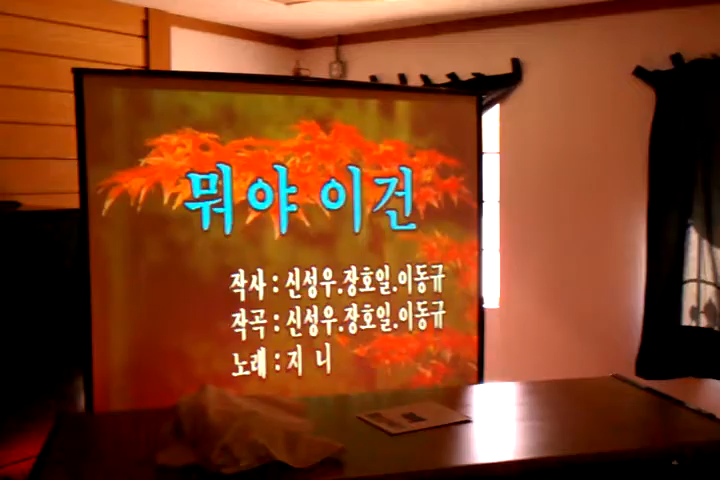 뭐야 이건
작사 : 신성우.장호일.이동규
작곡 : 신성우.장호일.이동규
노래 : 지 니